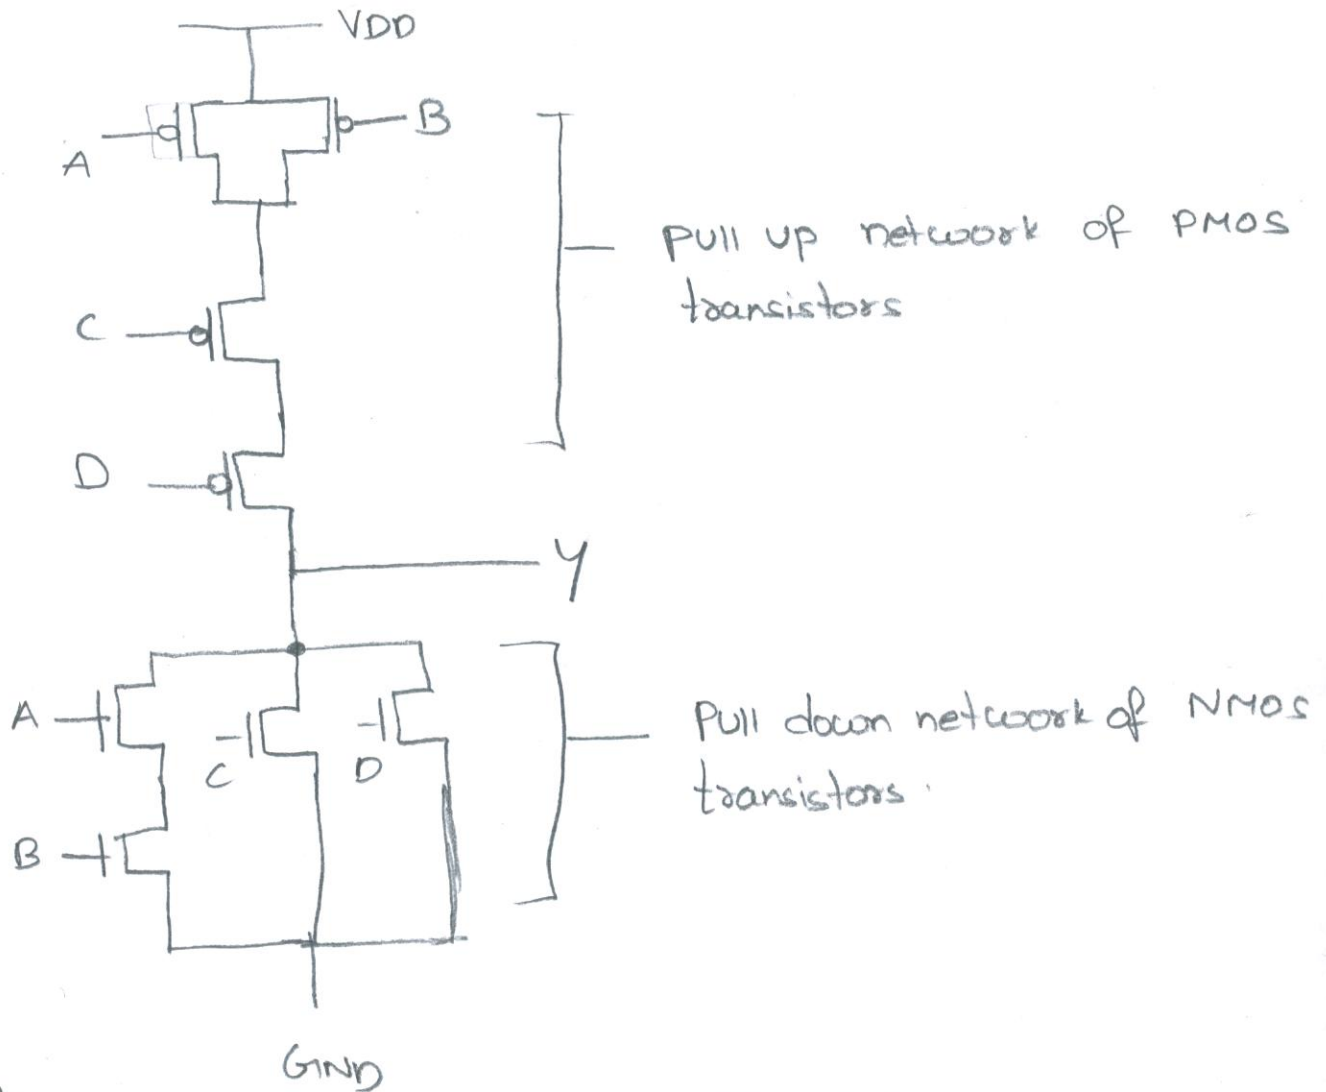 VDD
A
B
Pull up network of PMOS
transistors
C
D
Y
A
C
D
B
Pull down network of NMOS
transistors.
GND